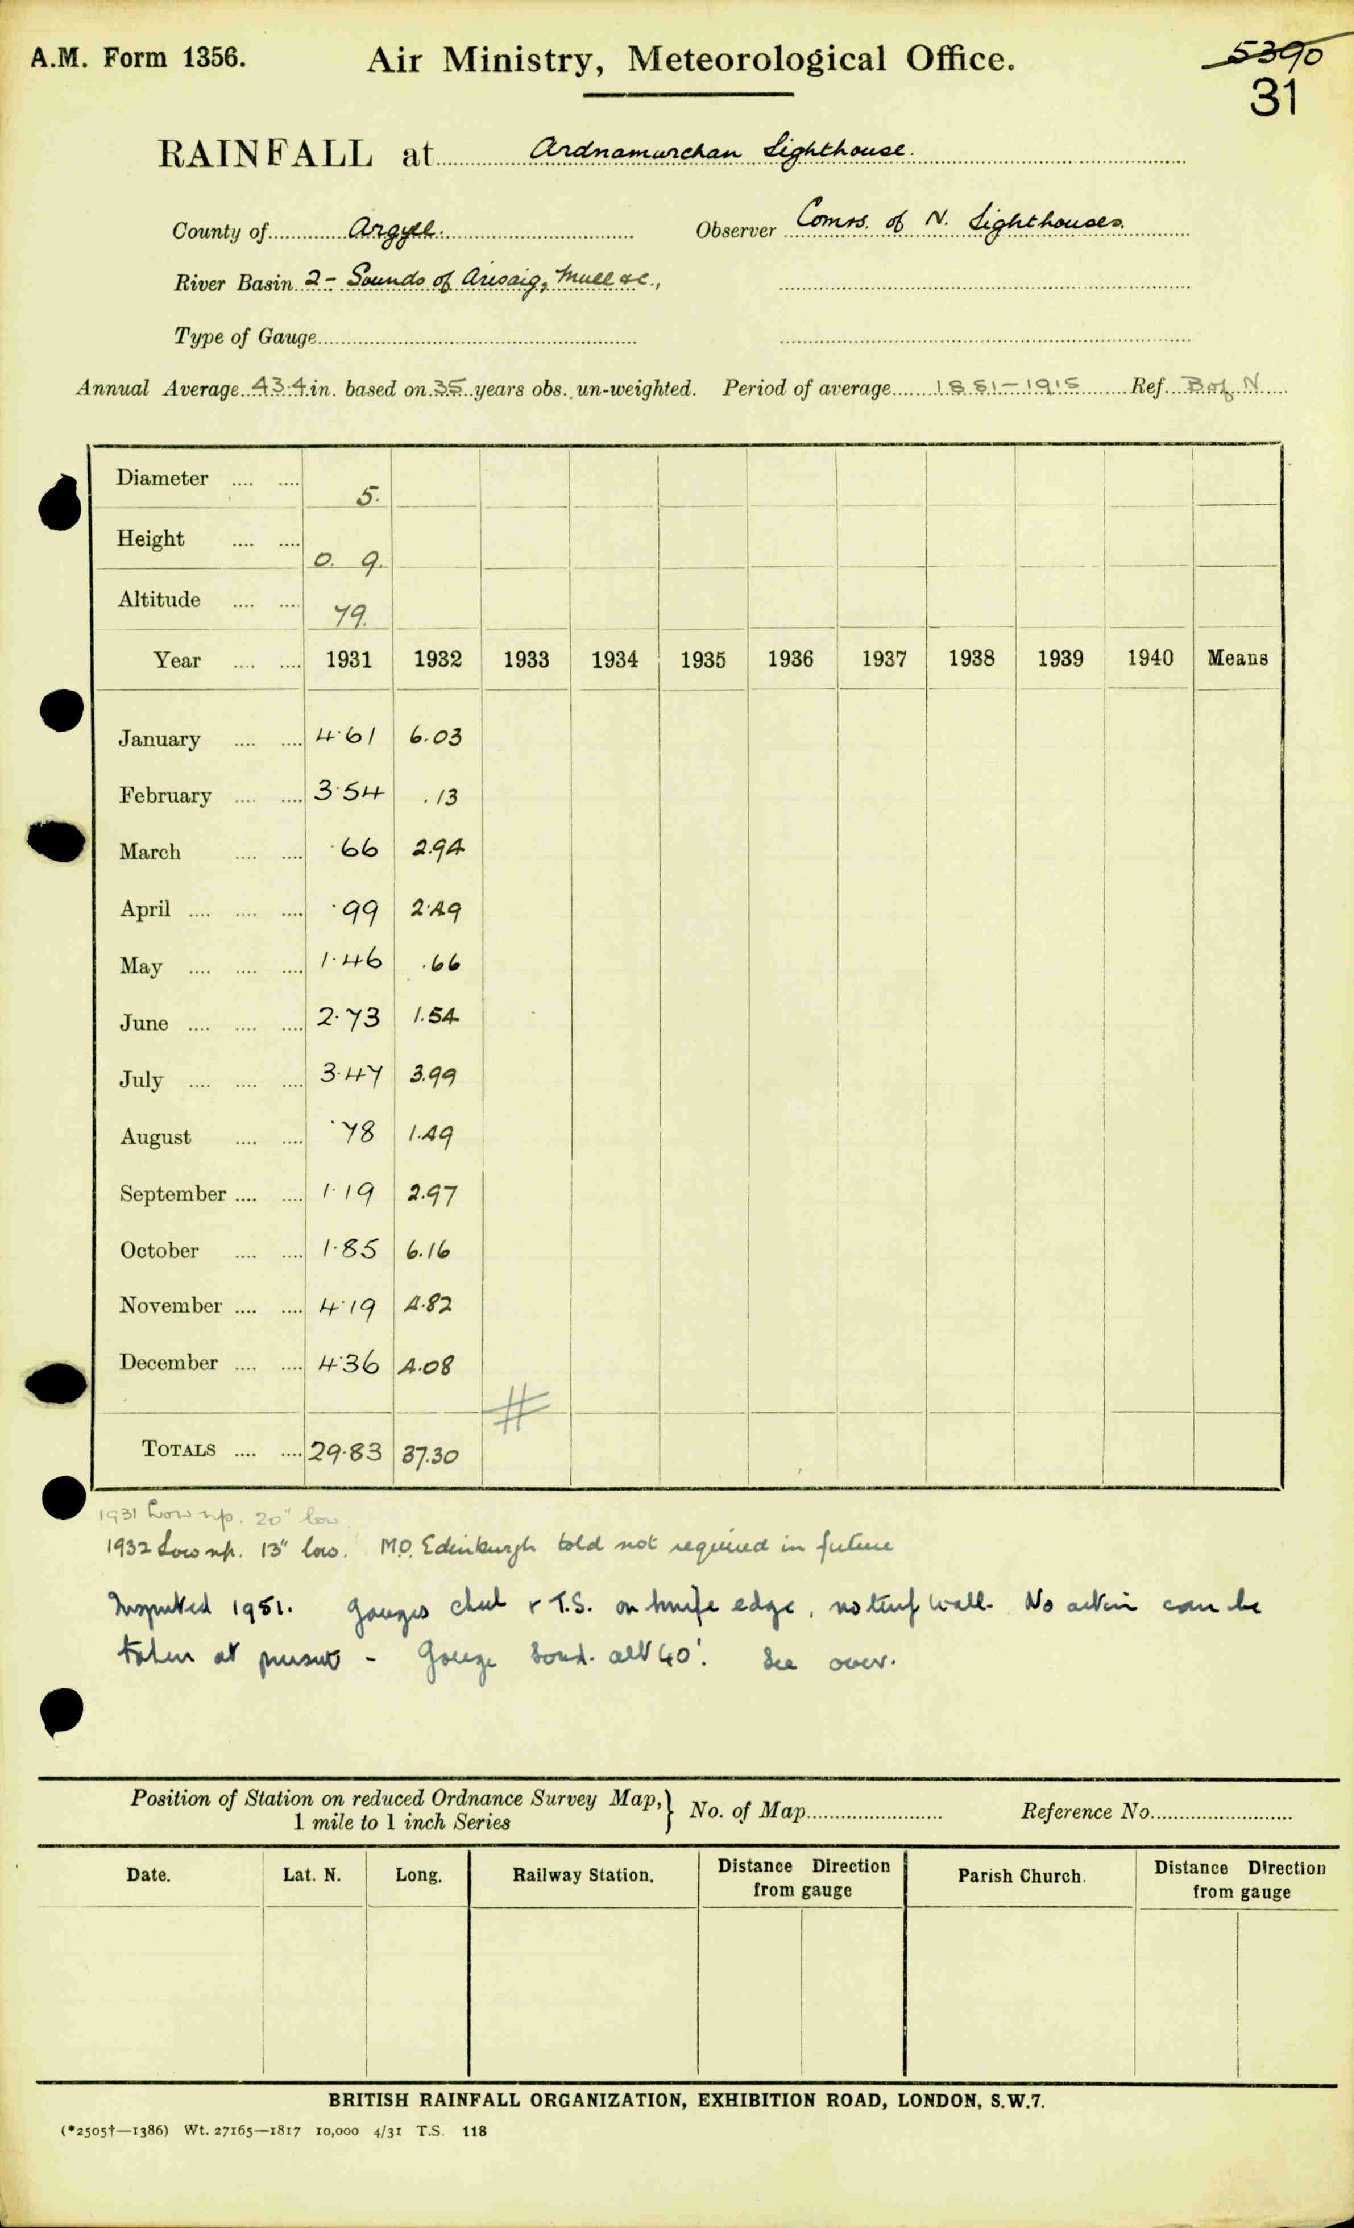 A.M. Form 1356. Air Ministry, Meteorological Office. 5390
31
RAINFALL at Ardnamurchan Lighthouse.
County of Argyll. Observer Comrs. of N. Lighthouses.
River Basin 2- Sounds of Arisaig, Mull &c.,
Type of Gauge
Annual Average 43.4 in. based on 35 years obs. un-weighted. Period of average 1881-1915 Ref. B of N
Diameter 5.
Height 0. 9.
Altitude 79.
Year 1931 1932 1933 1934 1935 1936 1937 1938 1939 1940 Means
January 4.61 6.03
February 3.54 .13
March .66 2.94
April .99 2.49
May 1.46 .66
June 2.73 1.54
July 3.47 3.99
August .78 1.49
September 1.19 2.97
October 1.85 6.16
November 4.19 4.82
December 4.36 4.08
#
TOTALS 29.83 37.30
1931 Low np. 20" low
1932 Low np. 13" low. M.O. Edinburgh told not required in future
Inspected 1951. Gauges & T.S. on knife edge, no turf wall. No action can be
taken at present - Gauge alt 40'. See over.
Position of Station on reduced Ordnance Survey Map,} No. of Map Reference No.
1 mile to 1 inch Series
Date. Lat. N. Long. Railway Station. Distance Direction from gauge Parish Church. Distance Direction from gauge
BRITISH RAINFALL ORGANIZATION, EXHIBITION ROAD, LONDON, S.W.7.
(*2505†—1386) Wt. 27165—1817 10,000 4/31 T.S. 118